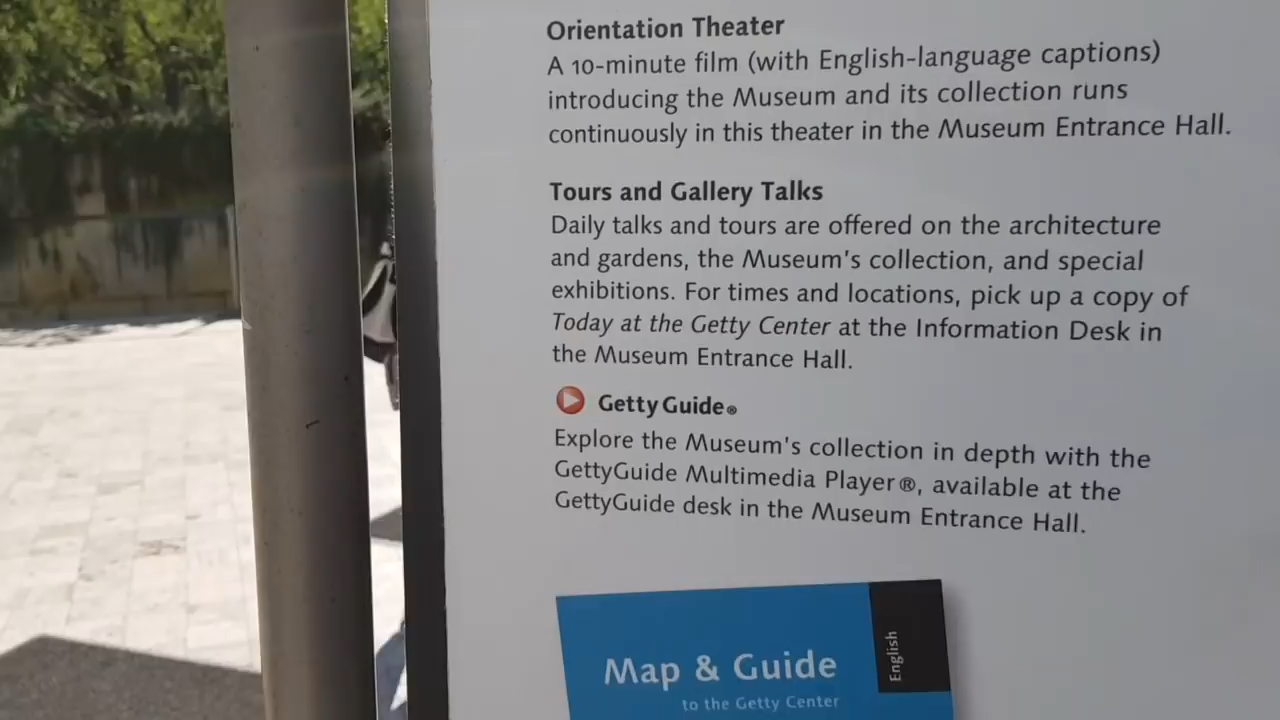 Orientation Theater
A 10-minute film (with English-language captions)
introducing the Museum and its collection runs
continuously in this theater in the Museum Entrance Hall.
Tours and Gallery Talks
Daily talks and tours are offered on the architecture
and gardens, the Museum's collection, and special
exhibitions. For times and locations, pick up a copy of
Today at the Getty Center at the Information Desk in
the Museum Entrance Hall.
GettyGuide®
Explore the Museum's collection in depth with the
GettyGuide Multimedia Player®, available at the
GettyGuide desk in the Museum Entrance Hall.
Map & Guide
to the Getty Center
English